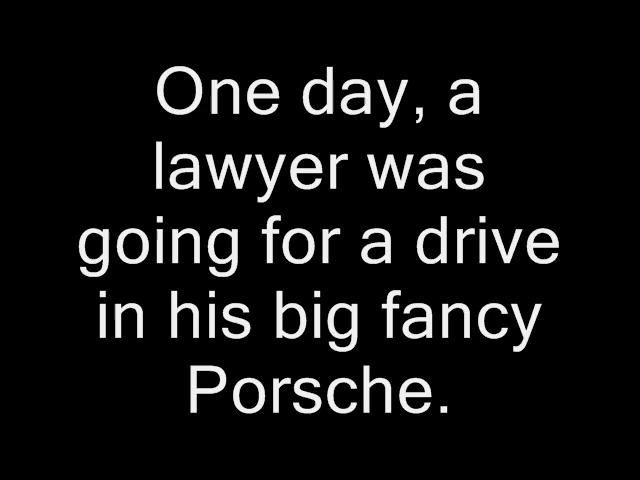 One day, a
lawyer was
going for a drive
in his big fancy
Porsche.